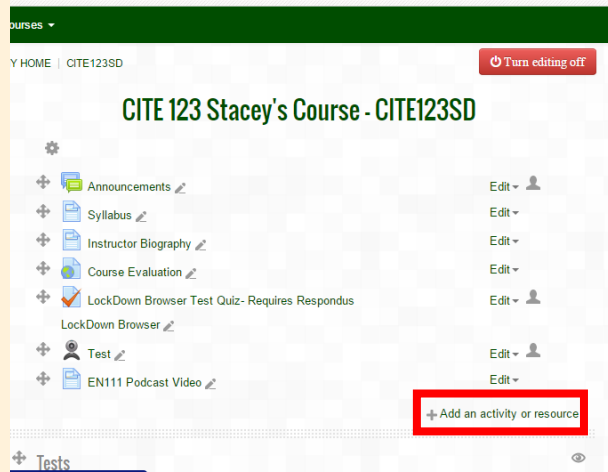 ourses
Y HOME | CITE123SD
Turn editing off
CITE 123 Stacey's Course - CITE123SD
Announcements Edit
Syllabus Edit
Instructor Biography Edit
Course Evaluation Edit
LockDown Browser Test Quiz- Requires Respondus Edit
LockDown Browser
Test Edit
EN111 Podcast Video Edit
Add an activity or resource
Tests